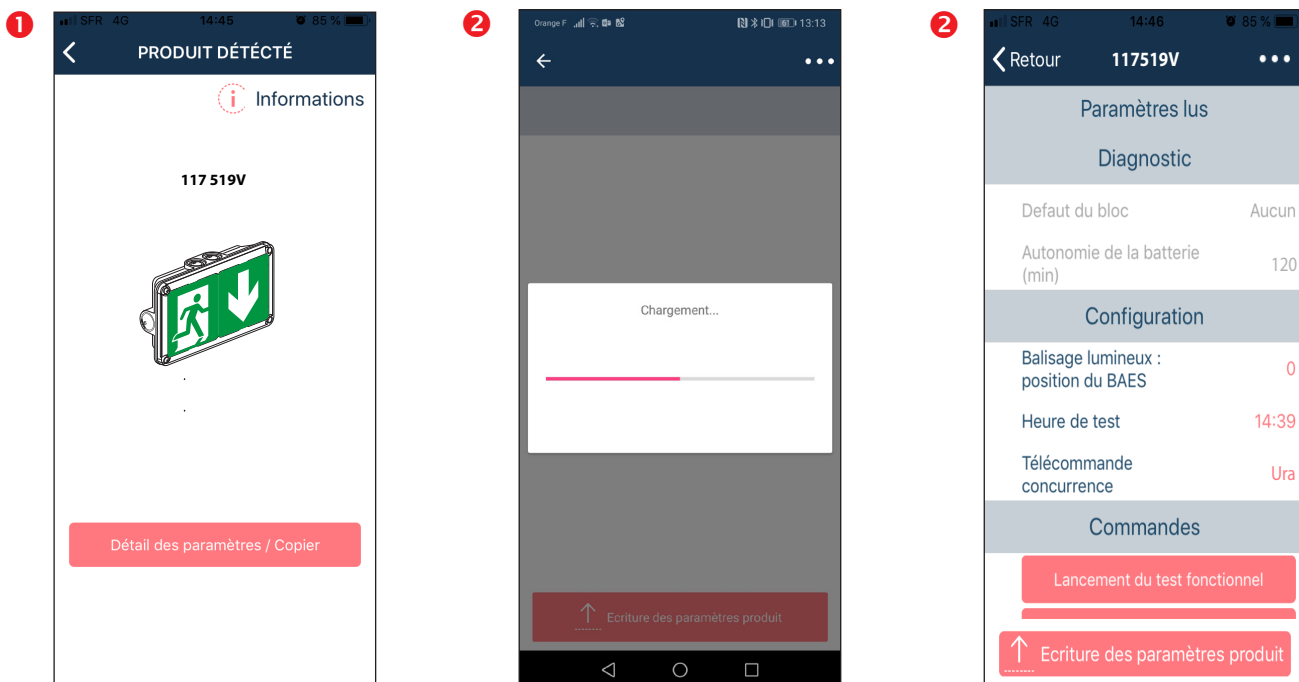 1
SFR 4G 14:45 85 %
PRODUIT DÉTÉCTÉ
i Informations
117 519V
Détail des paramètres / Copier
2
Orange F 13:13
Chargement...
Ecriture des paramètres produit
2
SFR 4G 14:46 85 %
Retour 117519V
Paramètres lus
Diagnostic
Defaut du bloc Aucun
Autonomie de la batterie
(min) 120
Configuration
Balisage lumineux :
position du BAES 0
Heure de test 14:39
Télécommande
concurrence Ura
Commandes
Lancement du test fonctionnel
Ecriture des paramètres produit